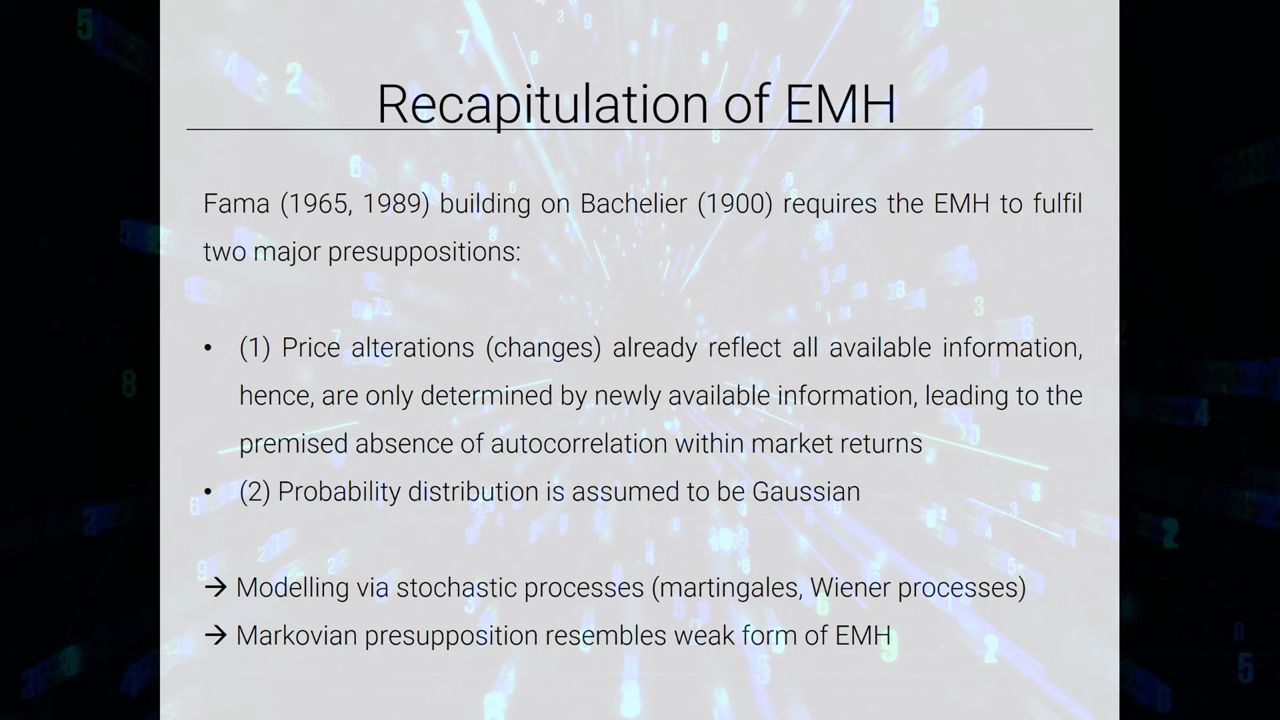 Recapitulation of EMH
Fama (1965, 1989) building on Bachelier (1900) requires the EMH to fulfil
two major presuppositions:
• (1) Price alterations (changes) already reflect all available information,
hence, are only determined by newly available information, leading to the
premised absence of autocorrelation within market returns
• (2) Probability distribution is assumed to be Gaussian
→ Modelling via stochastic processes (martingales, Wiener processes)
→ Markovian presupposition resembles weak form of EMH